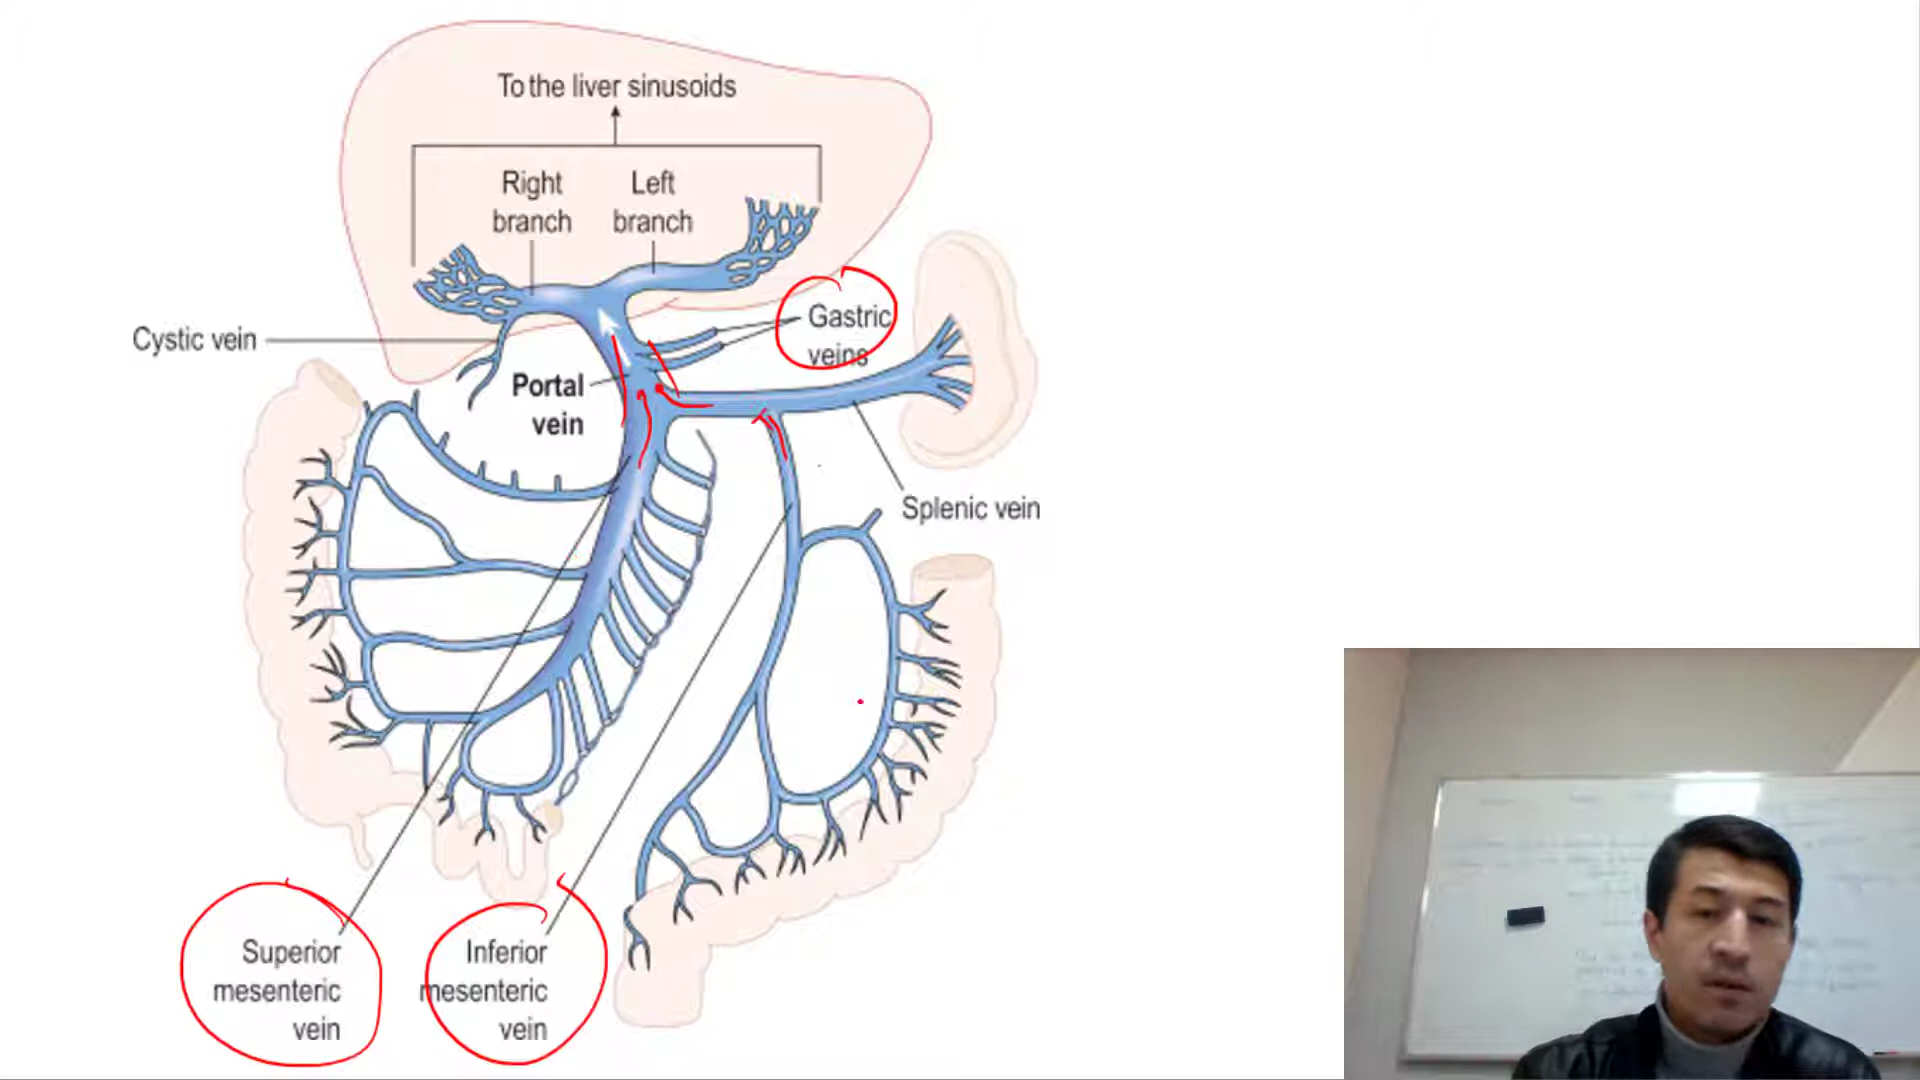 To the liver sinusoids
Right
branch
Left
branch
Gastric
veins
Cystic vein
Portal
vein
Splenic vein
Superior
mesenteric
vein
Inferior
mesenteric
vein